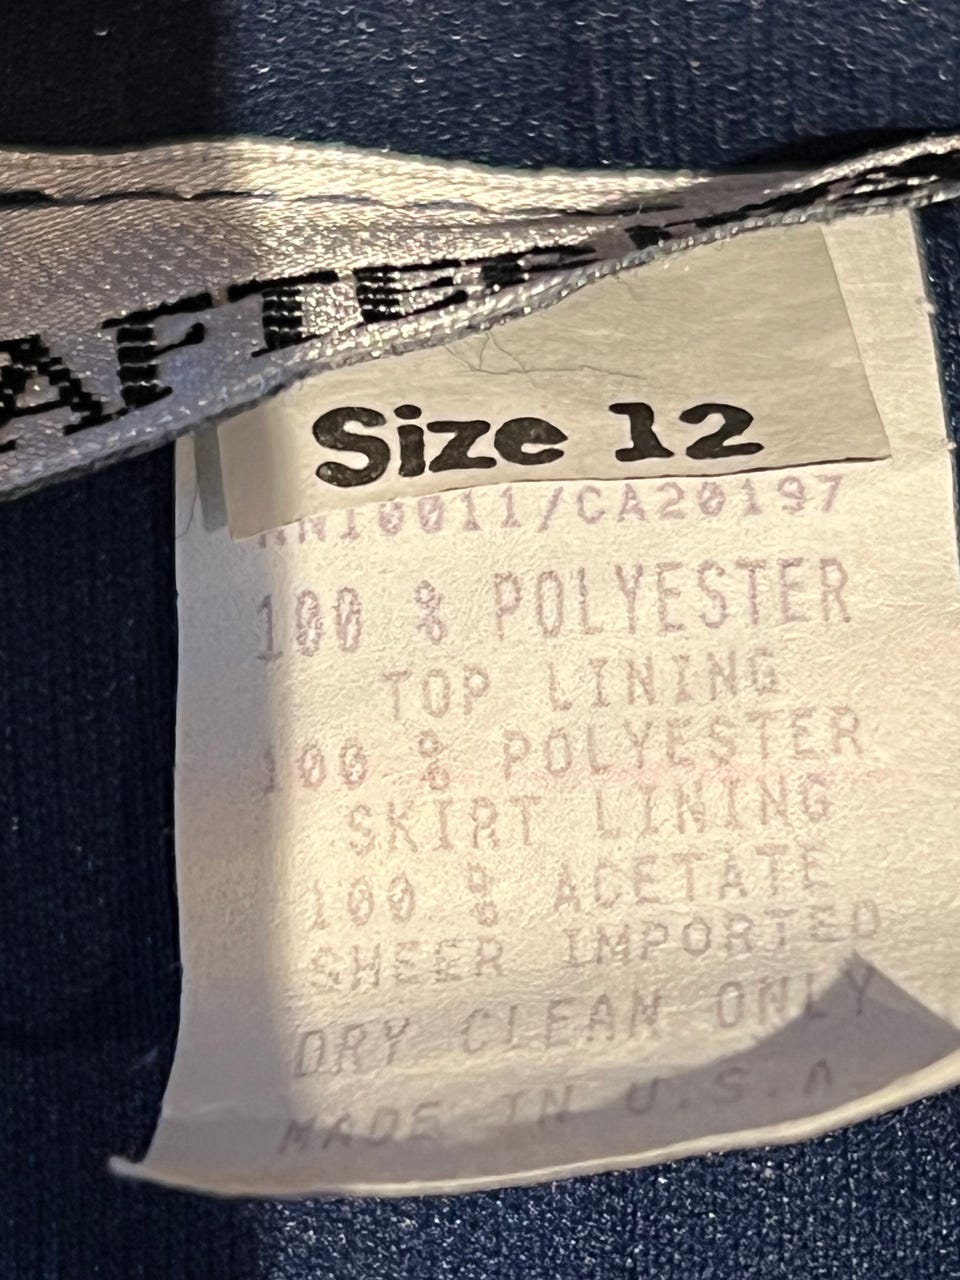 AFTER
Size 12
RN10011/CA20197
100 % POLYESTER
TOP LINING
100 % POLYESTER
SKIRT LINING
100 % ACETATE
SHEER IMPORTED
DRY CLEAN ONLY
MADE IN U.S.A